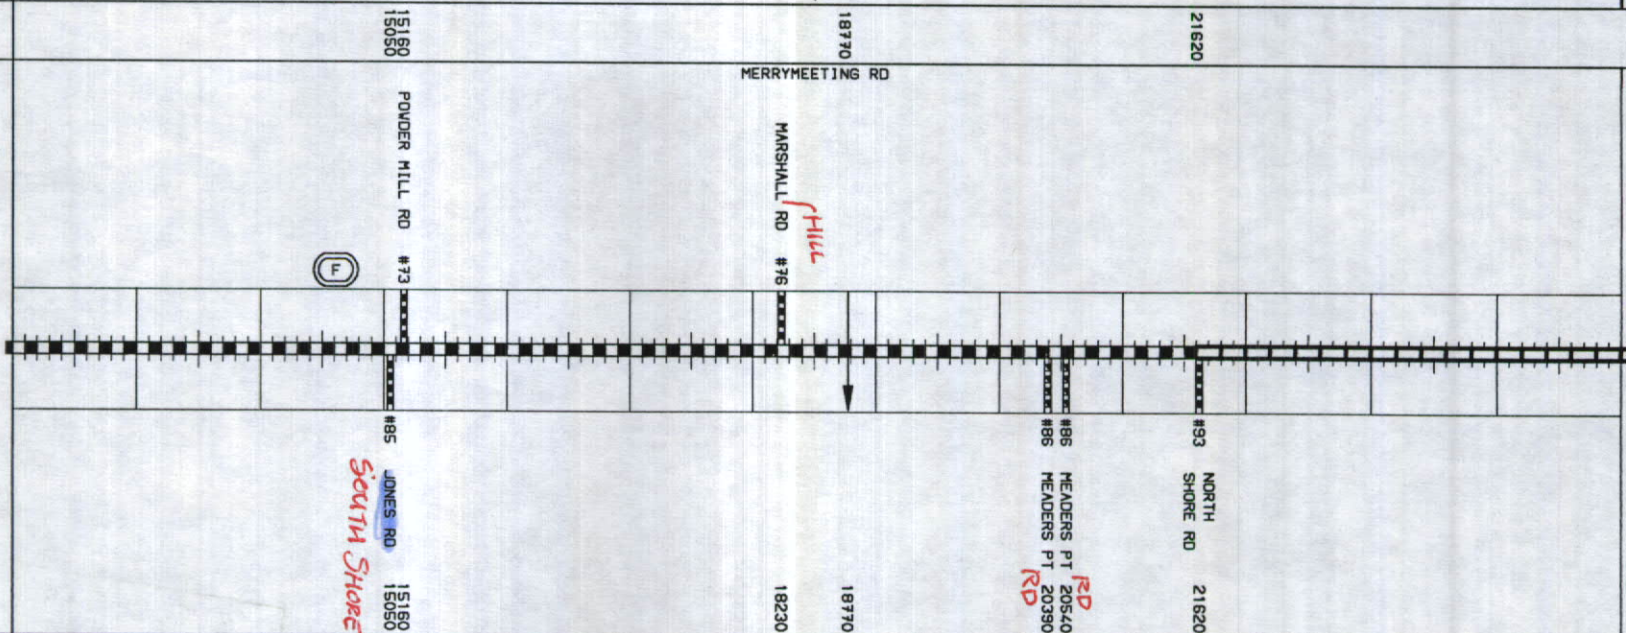 15160
15050
18770
21620
MERRYMEETING RD
POWDER MILL RD #73
MARSHALL RD #76
HILL
F
#85 JONES RD 15160
15050
SOUTH SHORE
18230
18770
#86 MEADERS PT 20540
RD
#86 MEADERS PT 20390
RD
#93 NORTH
SHORE RD 21620